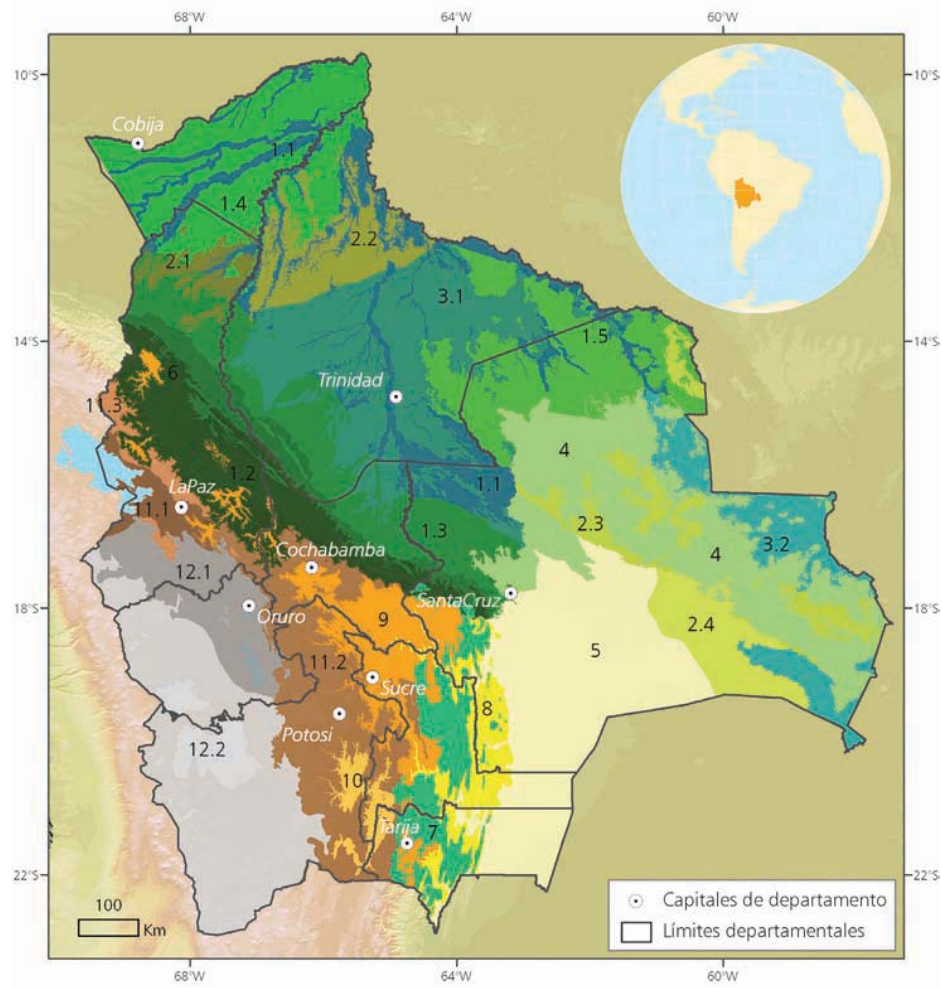 68°W 64°W 60°W
10°S 10°S
Cobija
1.1
1.4
2.2
2.1
3.1
14°S 14°S
1.5
6
Trinidad
11.3
4
1.2
1.1
LaPaz
11.1
2.3
1.3
4
3.2
Cochabamba
12.1
SantaCruz
18°S 18°S
Oruro
9
2.4
5
11.2
Sucre
8
Potosi
12.2
10
Tarija
7
22°S 22°S
100
Km
Capitales de departamento
Límites departamentales
68°W 64°W 60°W